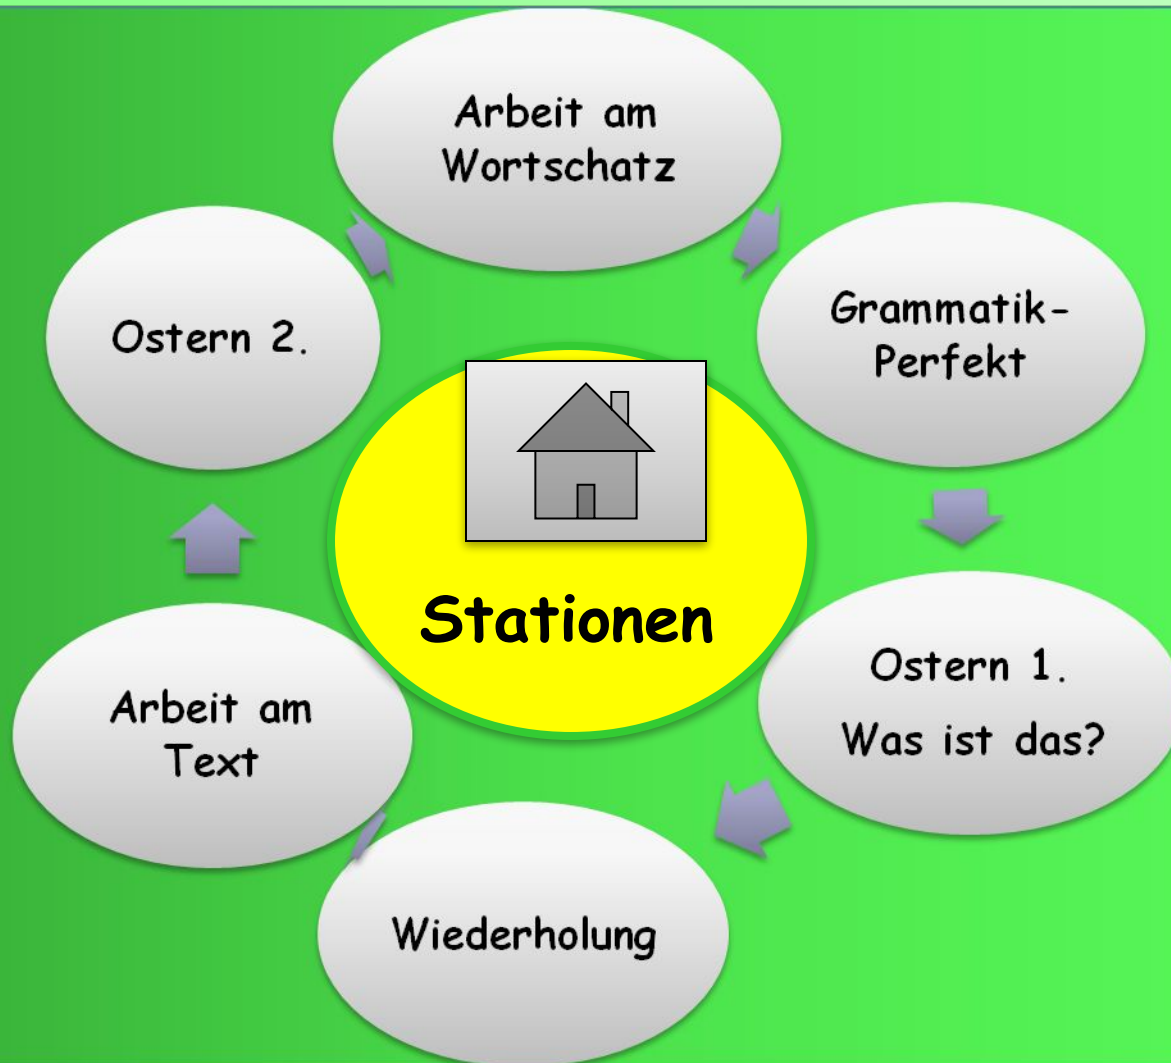 Arbeit am
Wortschatz
Grammatik-
Perfekt
Ostern 1.
Was ist das?
Wiederholung
Arbeit am
Text
Ostern 2.
Stationen